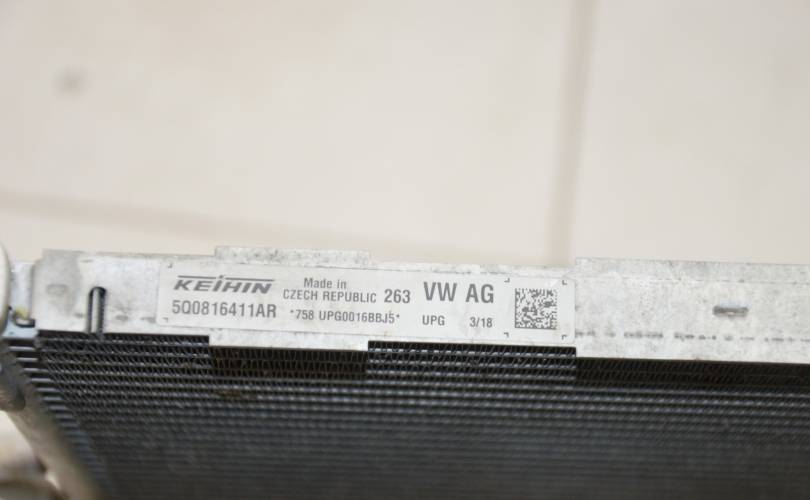 KEIHIN Made in CZECH REPUBLIC 263 VW AG
5Q0816411AR *758 UPG0016BBJ5* UPG 3/18